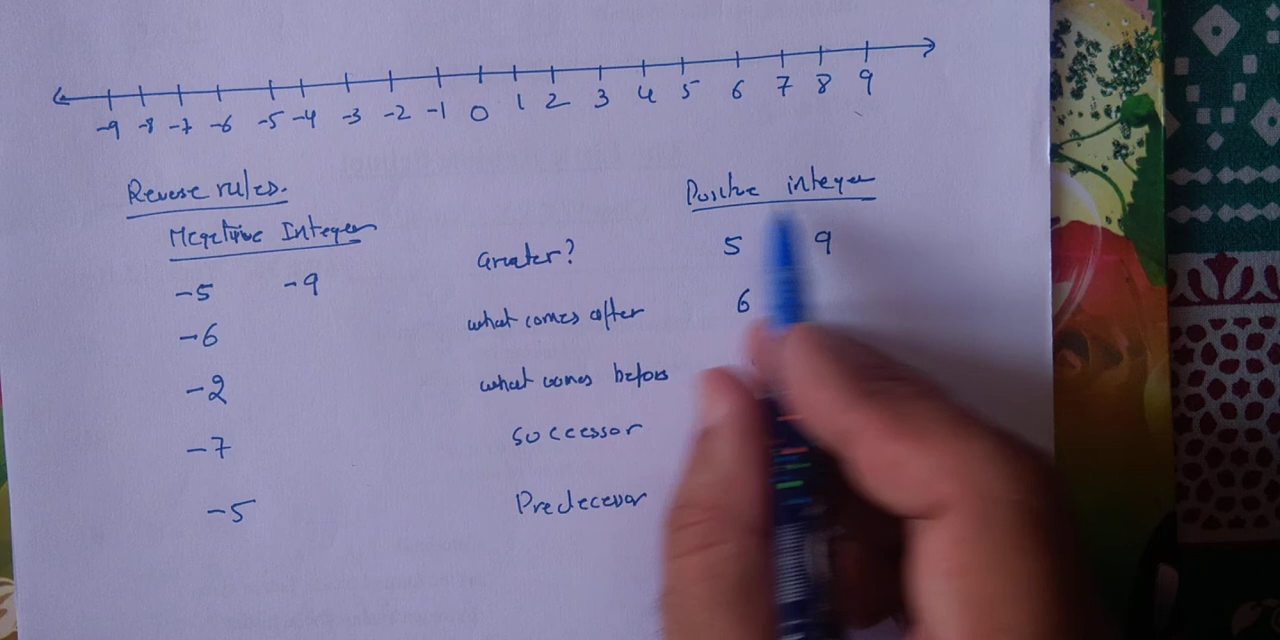 -9 -8 -7 -6 -5 -4 -3 -2 -1 0 1 2 3 4 5 6 7 8 9
Reverse rules.
Positive integer
Negative Integer
Greater?
5 9
-5 -9
what comes after
6
-6
what comes before
-2
Successor
-7
Predecessor
-5